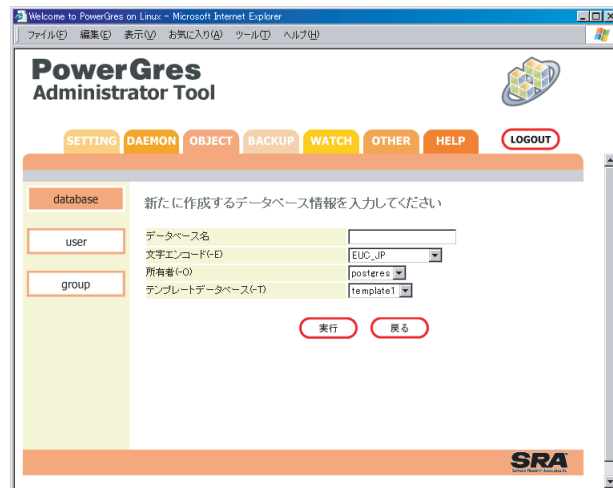 Welcome to PowerGres on Linux - Microsoft Internet Explorer
ファイル(F) 編集(E) 表示(V) お気に入り(A) ツール(T) ヘルプ(H)
PowerGres
Administrator Tool
SETTING DAEMON OBJECT BACKUP WATCH OTHER HELP LOGOUT
database
user
group
新たに作成するデータベース情報を入力してください
データベース名
文字エンコード(-E) EUC_JP
所有者(-O) postgres
テンプレートデータベース(-T) template1
実行 戻る
SRA